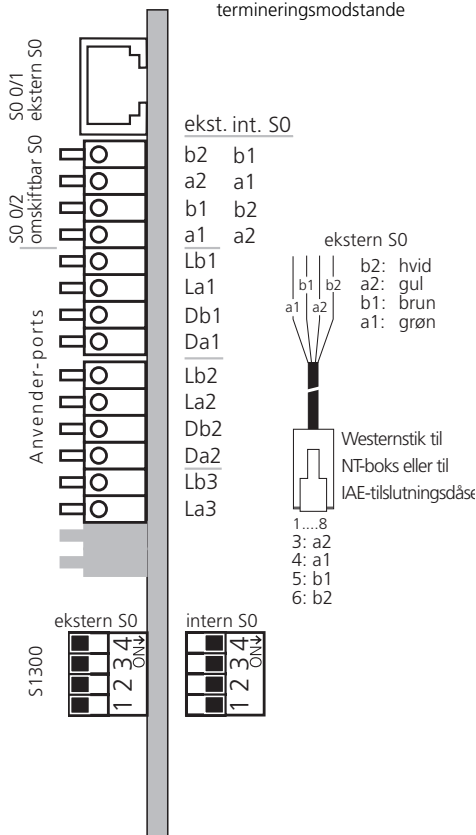 termineringsmodstande
S0 0/1
ekstern S0
S0 0/2
omskiftbar S0
Anvender-ports
ekst. int. S0
b2 b1
a2 a1
b1 b2
a1 a2
Lb1
La1
Db1
Da1
Lb2
La2
Db2
Da2
Lb3
La3
ekstern S0
b2: hvid
a2: gul
b1: brun
a1: grøn
b1 b2
a1 a2
Westernstik til
NT-boks eller til
IAE-tilslutningsdåse
1....8
3: a2
4: a1
5: b1
6: b2
S1300
ekstern S0
1 2 3 4
ON
intern S0
1 2 3 4
ON